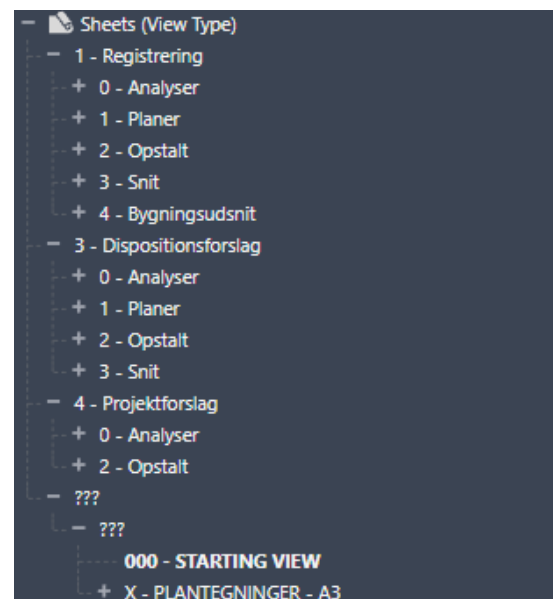 Sheets (View Type)
1 - Registrering
0 - Analyser
1 - Planer
2 - Opstalt
3 - Snit
4 - Bygningsudsnit
3 - Dispositionsforslag
0 - Analyser
1 - Planer
2 - Opstalt
3 - Snit
4 - Projektforslag
0 - Analyser
2 - Opstalt
???
???
000 - STARTING VIEW
X - PLANTEGNINGER - A3